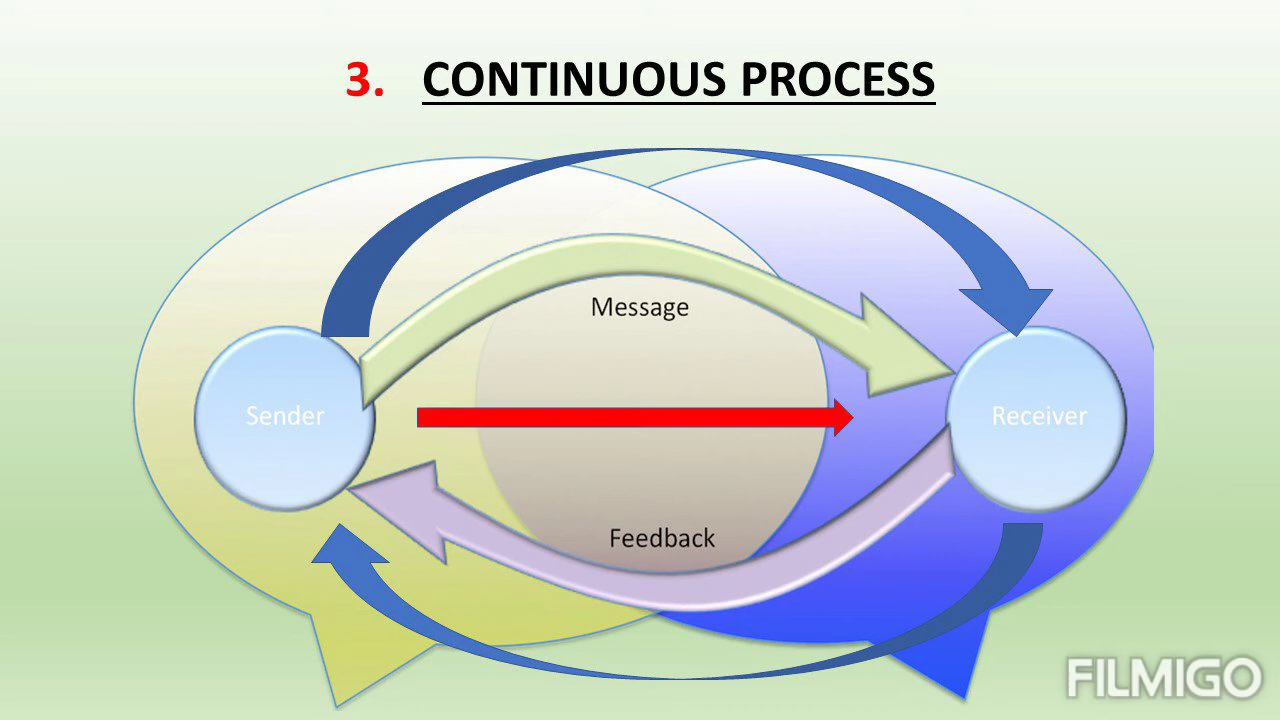 3. CONTINUOUS PROCESS
Message
Sender
Receiver
Feedback
FILMIGO